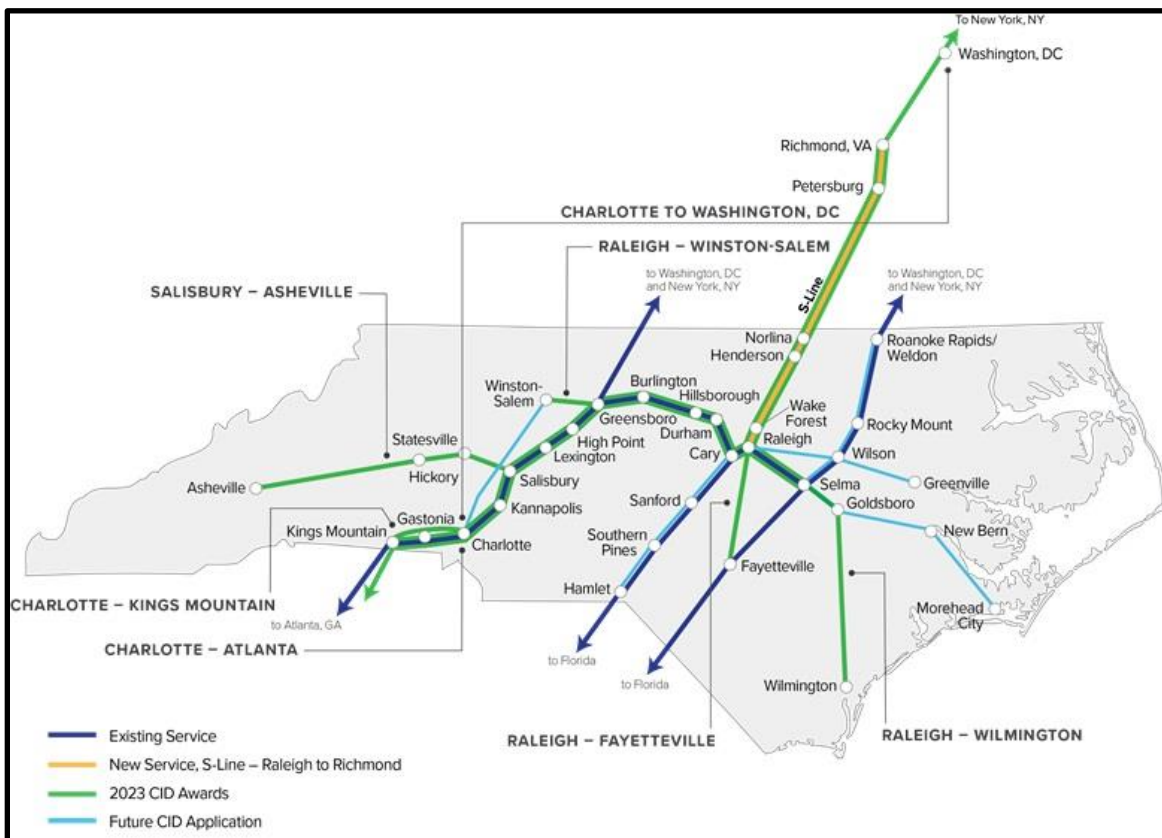 To New York, NY
Washington, DC
Richmond, VA
Petersburg
CHARLOTTE TO WASHINGTON, DC
RALEIGH – WINSTON-SALEM
SALISBURY – ASHEVILLE
to Washington, DC
and New York, NY
to Washington, DC
and New York, NY
S-Line
Norlina
Henderson
Roanoke Rapids/
Weldon
Winston-
Salem
Burlington
Hillsborough
Greensboro
Durham
Wake
Forest
Rocky Mount
High Point
Lexington
Statesville
Hickory
Cary
Raleigh
Wilson
Salisbury
Asheville
Selma
Greenville
Sanford
Goldsboro
Kannapolis
Gastonia
Kings Mountain
Charlotte
New Bern
Southern
Pines
Fayetteville
Hamlet
CHARLOTTE – KINGS MOUNTAIN
Morehead
City
to Atlanta, GA
CHARLOTTE – ATLANTA
to Florida
to Florida
Wilmington
RALEIGH – FAYETTEVILLE
RALEIGH – WILMINGTON
Existing Service
New Service, S-Line – Raleigh to Richmond
2023 CID Awards
Future CID Application